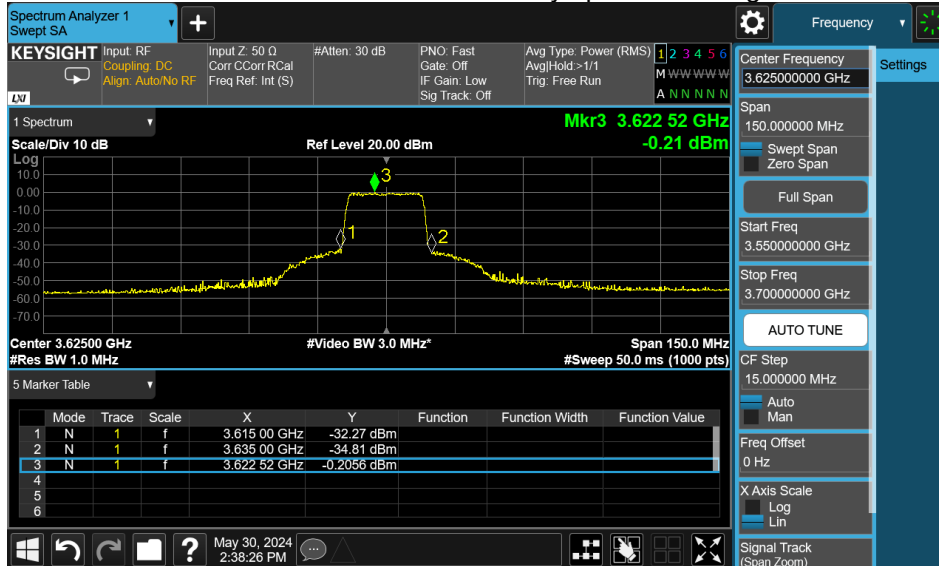 Spectrum Analyzer 1
Swept SA
Frequency
KEYSIGHT
LXI
Input: RF
Coupling: DC
Align: Auto/No RF
Input Z: 50 Ω
Corr CCorr RCal
Freq Ref: Int (S)
#Atten: 30 dB
PNO: Fast
Gate: Off
IF Gain: Low
Sig Track: Off
Avg Type: Power (RMS)
Avg|Hold:>1/1
Trig: Free Run
1 2 3 4 5 6
M W W W W W
A N N N N N
1 Spectrum
Scale/Div 10 dB
Ref Level 20.00 dBm
Mkr3 3.622 52 GHz
-0.21 dBm
Log
10.0
0.00
-10.0
-20.0
-30.0
-40.0
-50.0
-60.0
-70.0
3
1
2
Center 3.62500 GHz
#Res BW 1.0 MHz
#Video BW 3.0 MHz*
Span 150.0 MHz
#Sweep 50.0 ms (1000 pts)
5 Marker Table
Mode Trace Scale X Y Function Function Width Function Value
1 N 1 f 3.615 00 GHz -32.27 dBm
2 N 1 f 3.635 00 GHz -34.81 dBm
3 N 1 f 3.622 52 GHz -0.2056 dBm
4
5
6
May 30, 2024
2:38:26 PM
Center Frequency
3.625000000 GHz
Settings
Span
150.000000 MHz
Swept Span
Zero Span
Full Span
Start Freq
3.550000000 GHz
Stop Freq
3.700000000 GHz
AUTO TUNE
CF Step
15.000000 MHz
Auto
Man
Freq Offset
0 Hz
X Axis Scale
Log
Lin
Signal Track
(Span Zoom)